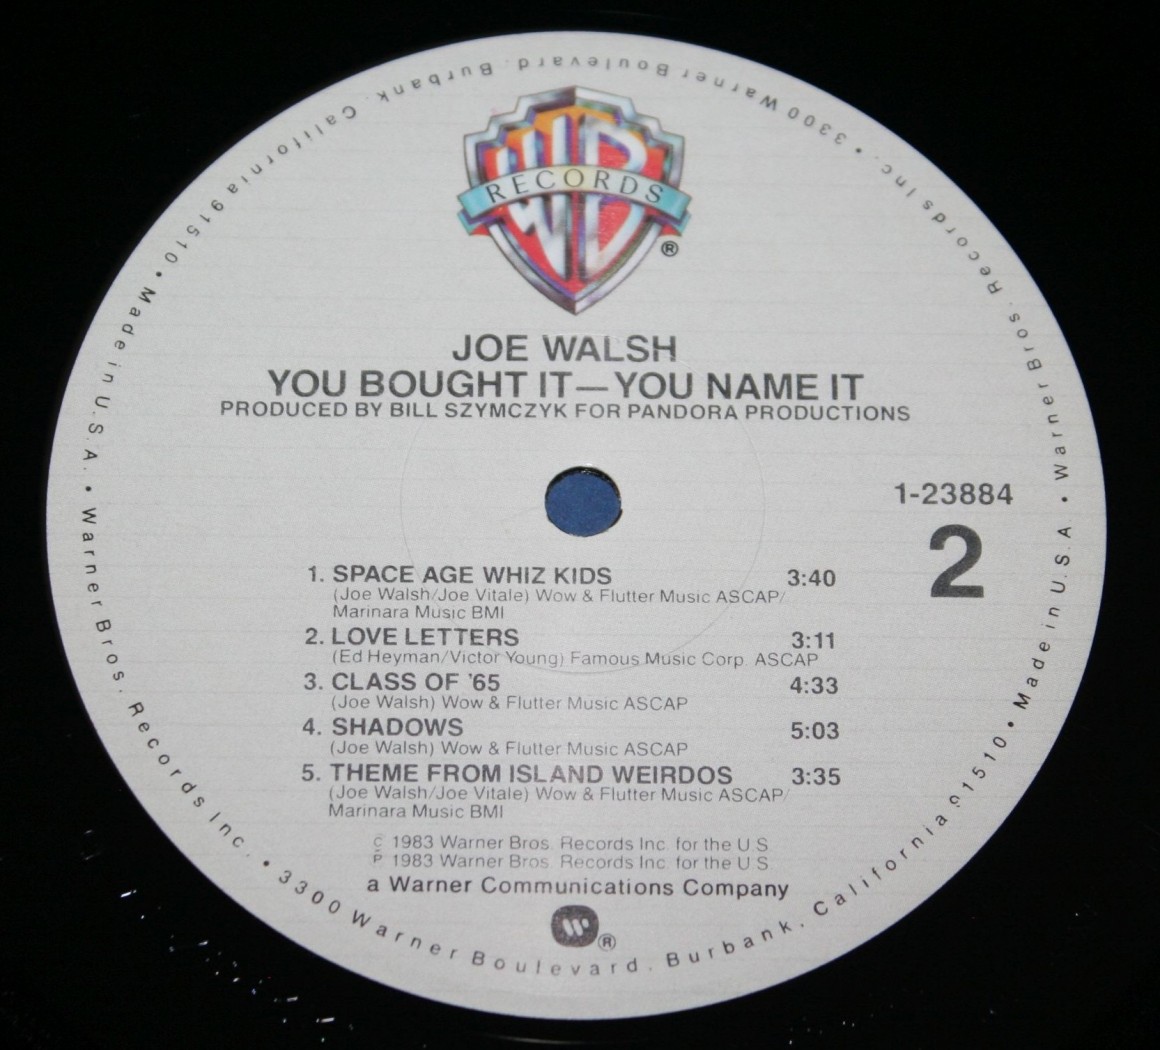 WB
RECORDS
®
JOE WALSH
YOU BOUGHT IT—YOU NAME IT
PRODUCED BY BILL SZYMCZYK FOR PANDORA PRODUCTIONS
1-23884
2
1. SPACE AGE WHIZ KIDS 3:40
(Joe Walsh/Joe Vitale) Wow & Flutter Music ASCAP/
Marinara Music BMI
2. LOVE LETTERS 3:11
(Ed Heyman/Victor Young) Famous Music Corp. ASCAP
3. CLASS OF '65 4:33
(Joe Walsh) Wow & Flutter Music ASCAP
4. SHADOWS 5:03
(Joe Walsh) Wow & Flutter Music ASCAP
5. THEME FROM ISLAND WEIRDOS 3:35
(Joe Walsh/Joe Vitale) Wow & Flutter Music ASCAP/
Marinara Music BMI
© 1983 Warner Bros. Records Inc. for the U.S
℗ 1983 Warner Bros. Records Inc. for the U.S
a Warner Communications Company
®
Warner Bros. Records Inc. • 3300 Warner Boulevard. Burbank. California 91510 • Made in U.S.A. • Warner Bros. Records Inc. • 3300 Warner Boulevard. Burbank. California 91510 • Made in U.S.A. •